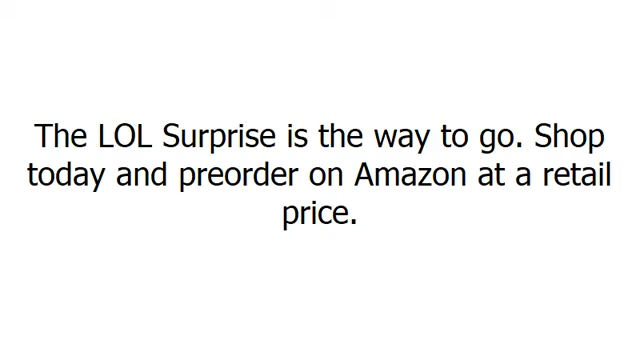 The LOL Surprise is the way to go. Shop
today and preorder on Amazon at a retail
price.